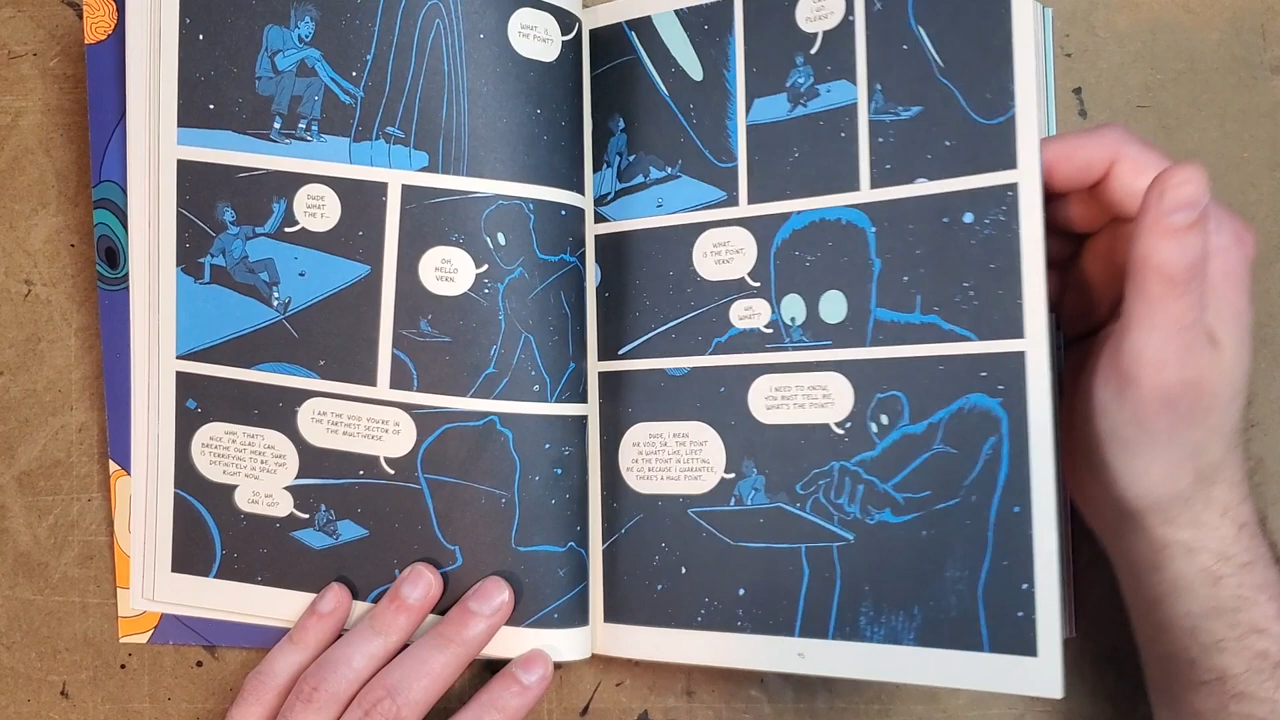 WHAT... IS...
THE POINT?
DUDE
WHAT
THE F--
OH,
HELLO
VERN.
I AM THE VOID. YOU'RE IN
THE FARTHEST SECTOR OF
THE MULTIVERSE.
UHH, THAT'S
NICE. I'M GLAD I CAN...
BREATHE OUT HERE. SURE
IS TERRIFYING TO BE, YUP,
DEFINITELY IN SPACE
RIGHT NOW...
SO, UH,
CAN I GO?
I GO,
PLEASE?
WHAT...
IS THE POINT,
VERN?
UH,
WHAT?
I NEED TO KNOW,
YOU MUST TELL ME,
WHAT'S THE POINT?
DUDE, I MEAN
MR VOID, SIR... THE POINT
IN WHAT? LIKE, LIFE?
OR THE POINT IN LETTING
ME GO, BECAUSE I GUARANTEE,
THERE'S A HUGE POINT...